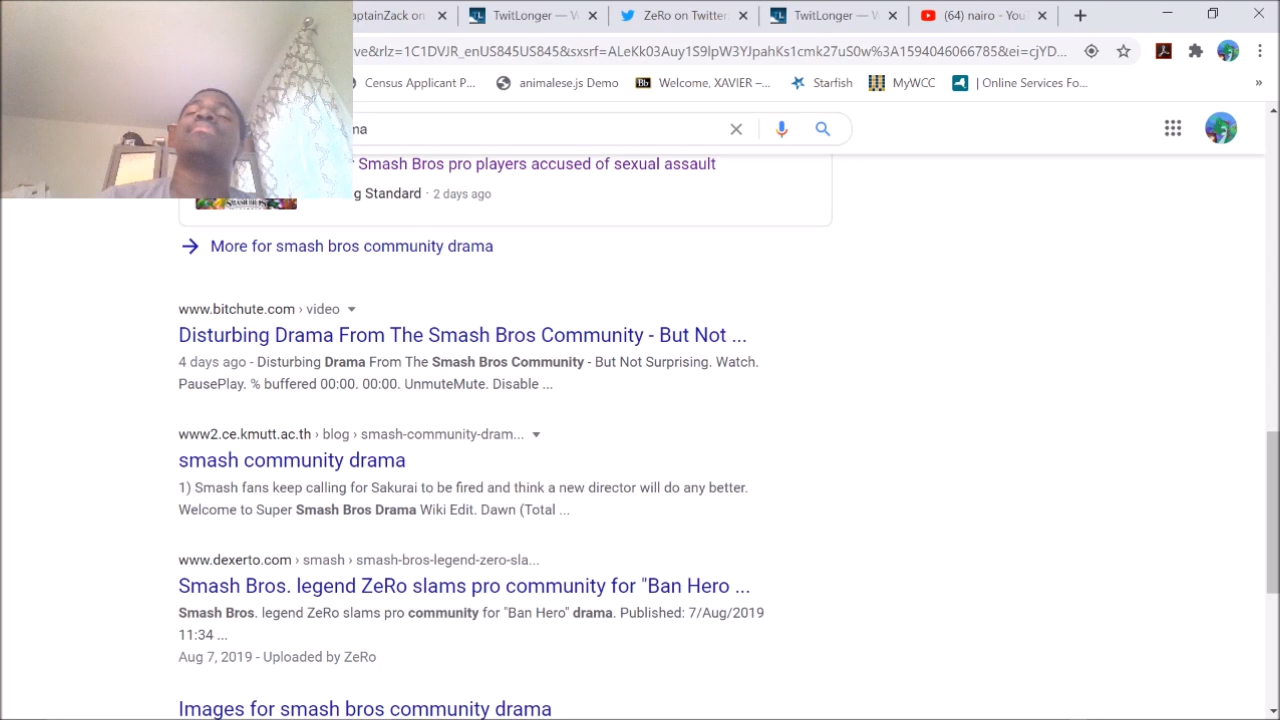 aptainZack on
TwitLonger — V
ZeRo on Twitter
TwitLonger — V
(64) nairo - You
ve&rlz=1C1DVJR_enUS845US845&sxsrf=ALeKk03Auy1S9lpW3YJpahKs1cmk27uS0w%3A1594046066785&ei=cjYD...
Census Applicant P...
animalese.js Demo
Bb Welcome, XAVIER –...
Starfish
MyWCC
| Online Services Fo...
»
ma
Smash Bros pro players accused of sexual assault
g Standard · 2 days ago
More for smash bros community drama
www.bitchute.com › video
Disturbing Drama From The Smash Bros Community - But Not ...
4 days ago - Disturbing Drama From The Smash Bros Community - But Not Surprising. Watch.
PausePlay. % buffered 00:00. 00:00. UnmuteMute. Disable ...
www2.ce.kmutt.ac.th › blog › smash-community-dram...
smash community drama
1) Smash fans keep calling for Sakurai to be fired and think a new director will do any better.
Welcome to Super Smash Bros Drama Wiki Edit. Dawn (Total ...
www.dexerto.com › smash › smash-bros-legend-zero-sla...
Smash Bros. legend ZeRo slams pro community for "Ban Hero ...
Smash Bros. legend ZeRo slams pro community for "Ban Hero" drama. Published: 7/Aug/2019
11:34 ...
Aug 7, 2019 - Uploaded by ZeRo
Images for smash bros community drama